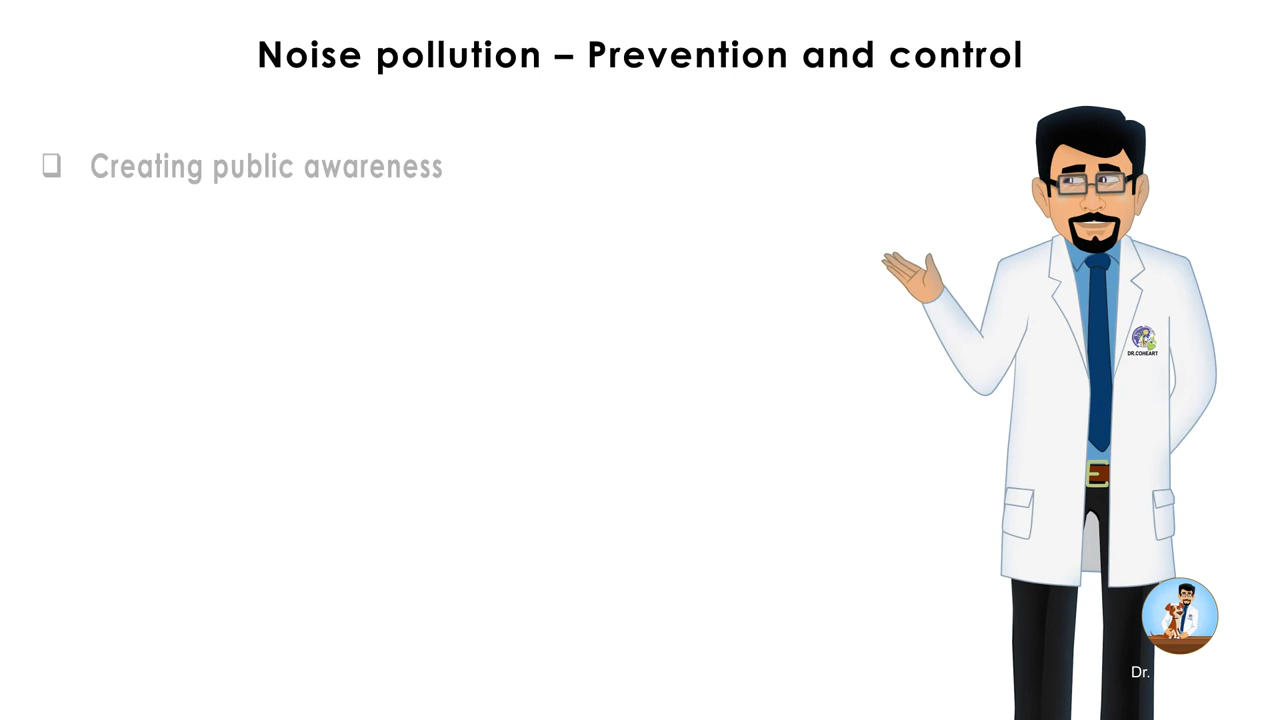 Noise pollution – Prevention and control
❑ Creating public awareness
DR.COHEART
Dr.